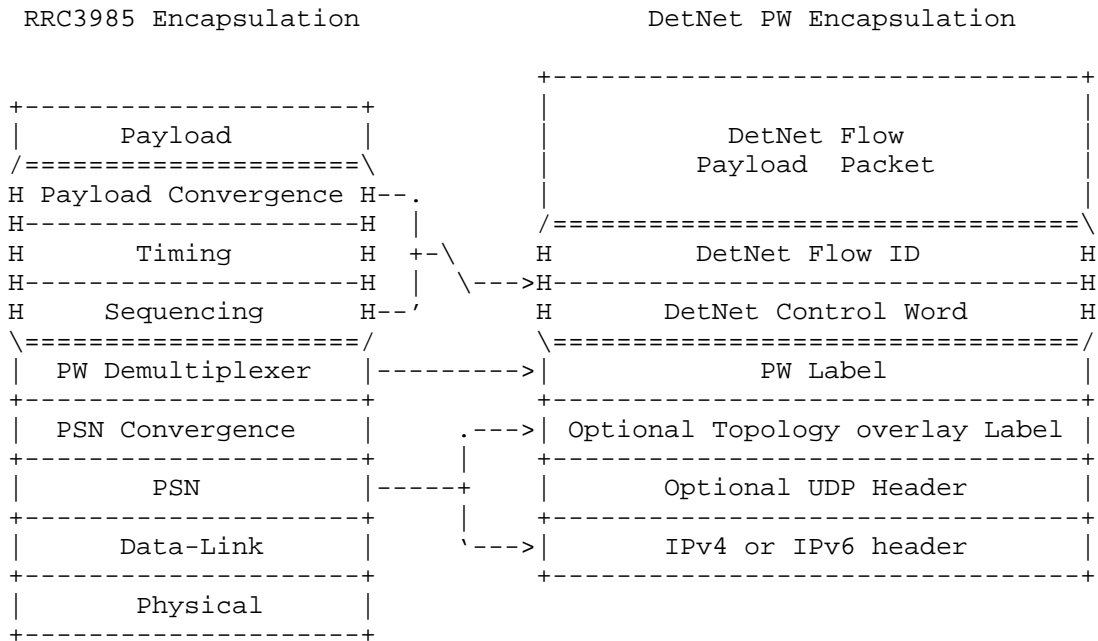 RRC3985 Encapsulation DetNet PW Encapsulation
Payload DetNet Flow
Payload Packet
Payload Convergence
Timing DetNet Flow ID
Sequencing DetNet Control Word
PW Demultiplexer PW Label
PSN Convergence Optional Topology overlay Label
PSN Optional UDP Header
Data-Link IPv4 or IPv6 header
Physical